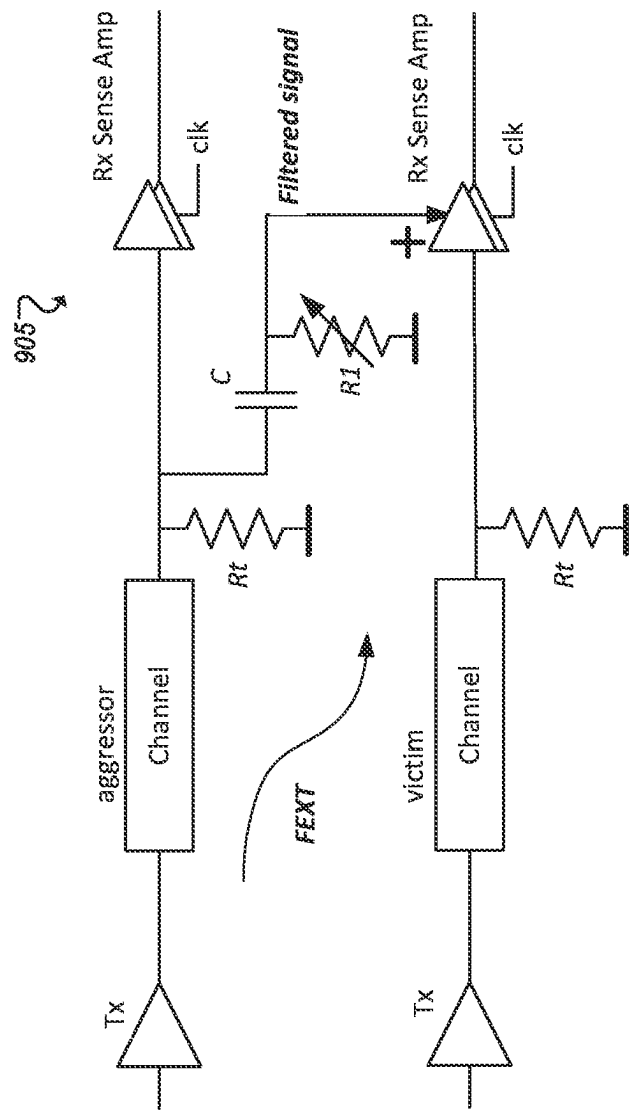 905
Tx
aggressor
Channel
Rt
C
R1
Rx Sense Amp
clk
Filtered signal
+
FEXT
Tx
victim
Channel
Rt
Rx Sense Amp
clk